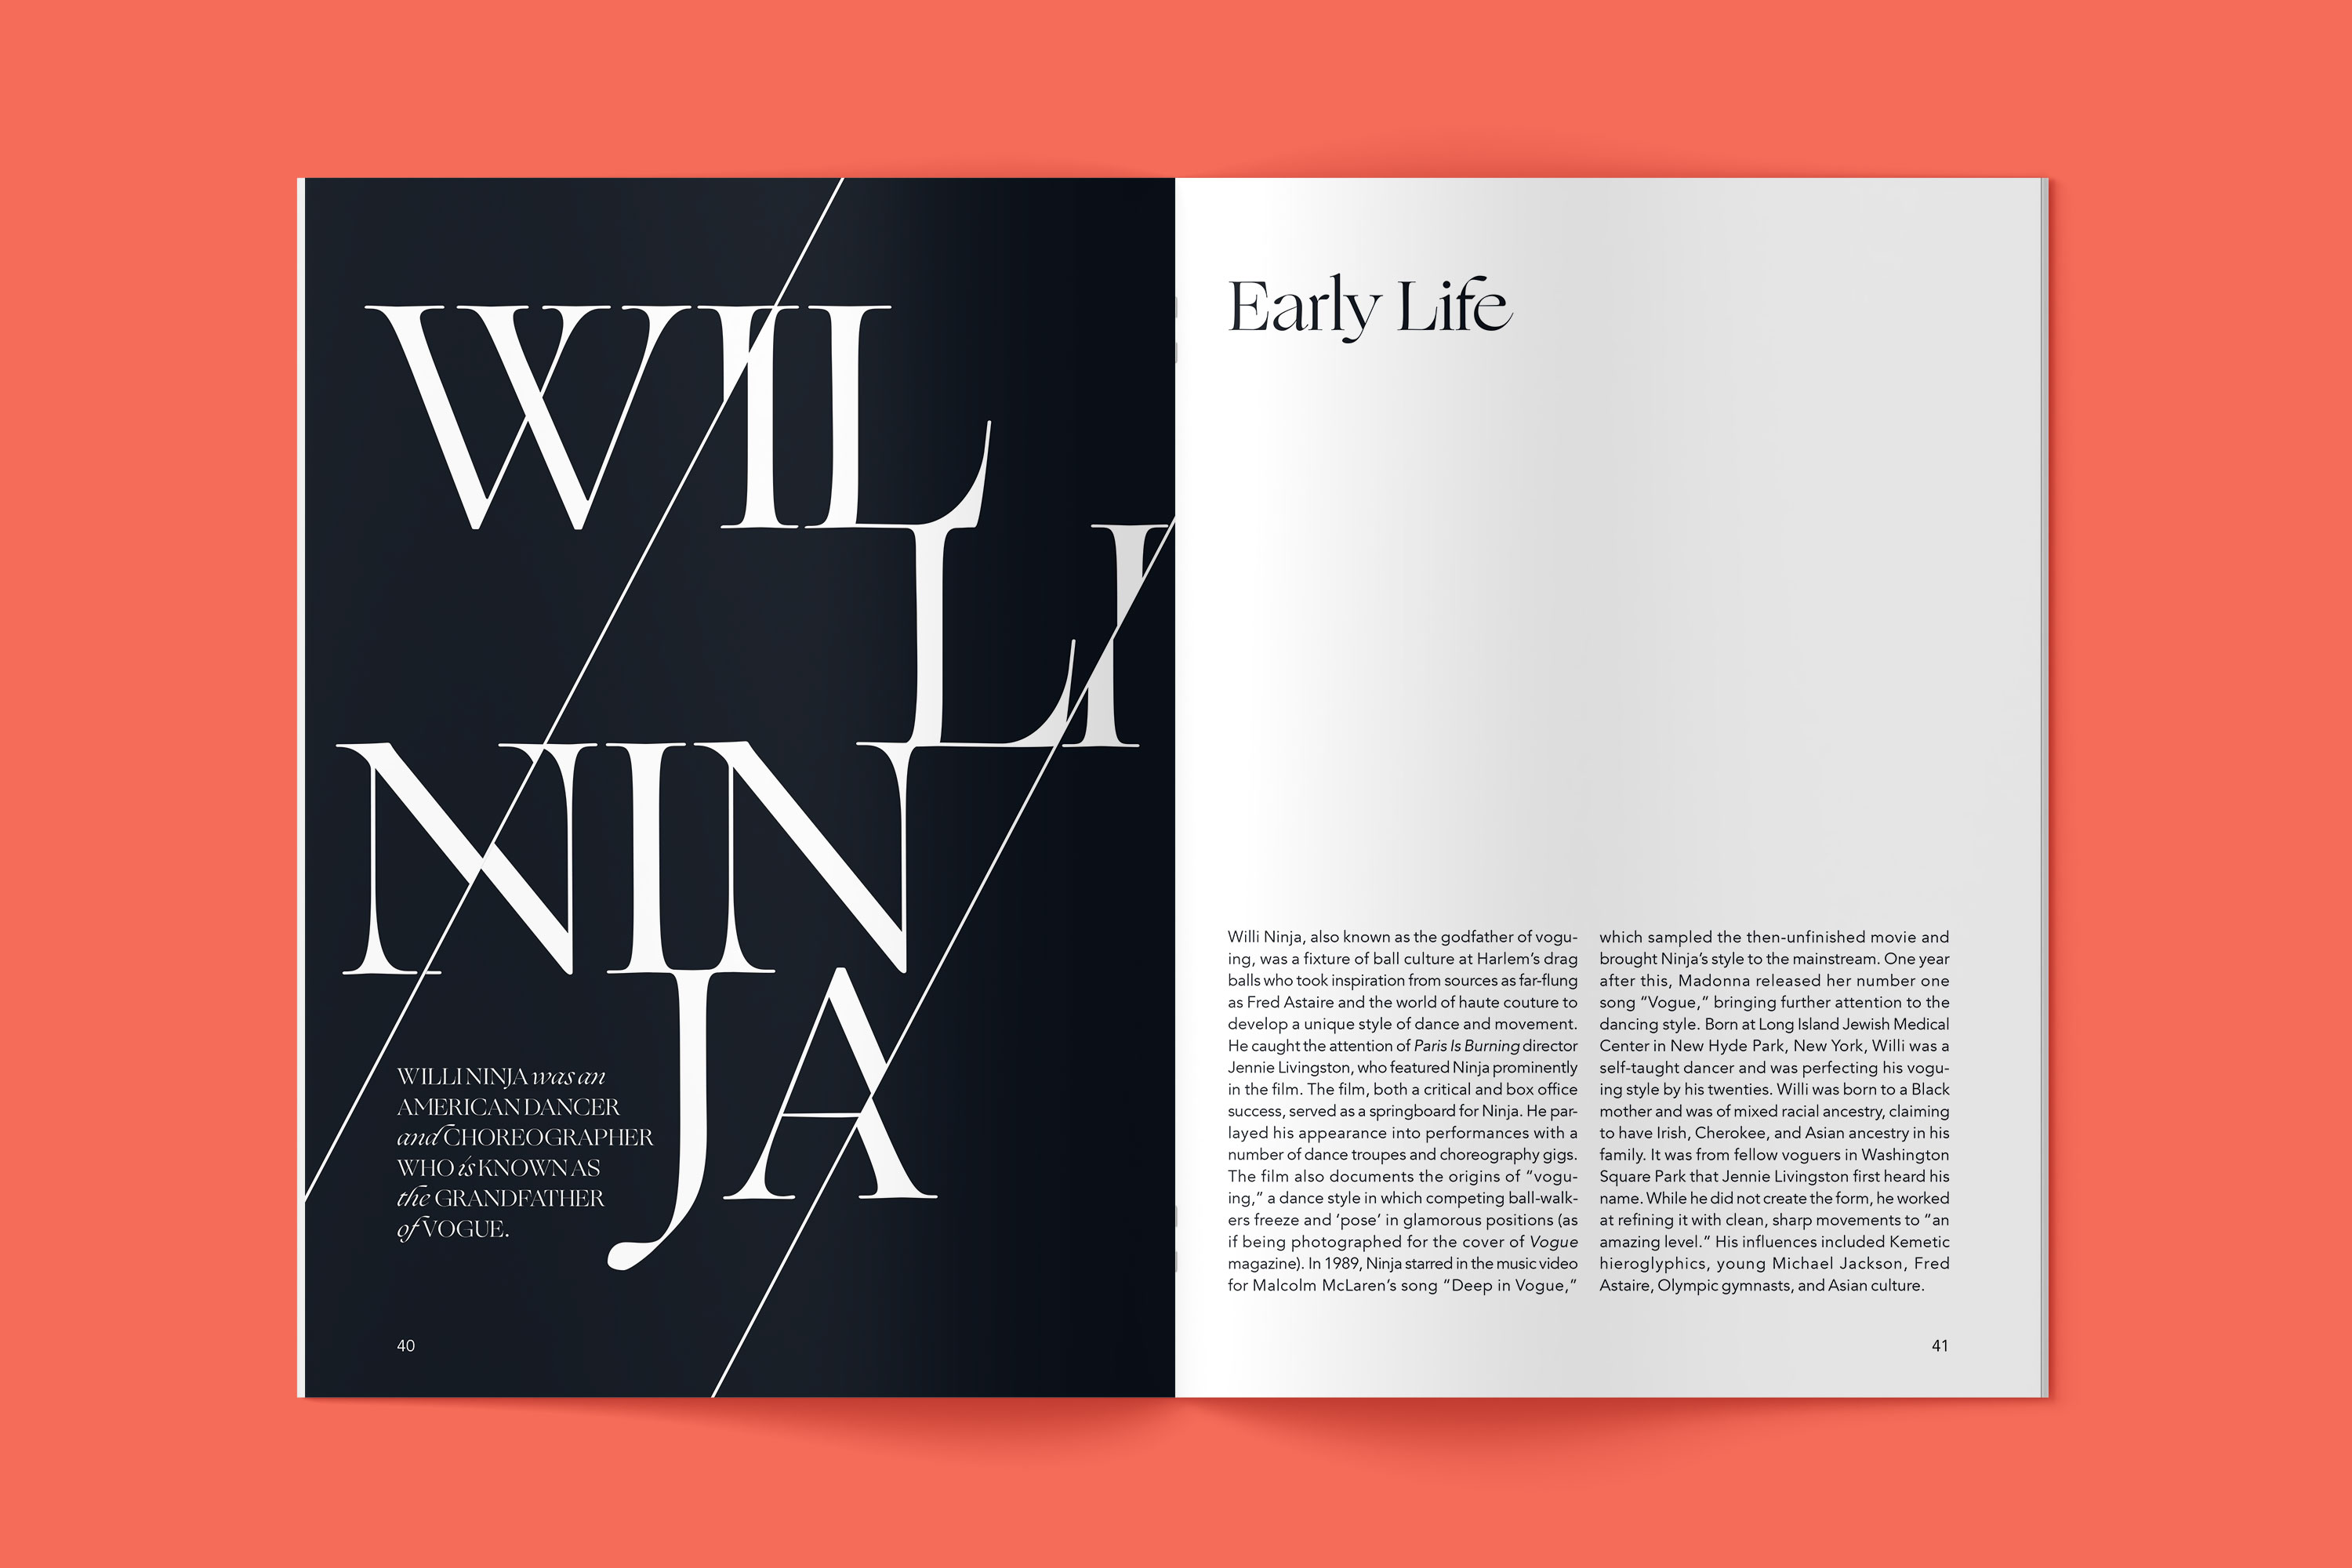 WIL
LI
NIN
JA
WILLI NINJA was an
AMERICAN DANCER
and CHOREOGRAPHER
WHO is KNOWN AS
the GRANDFATHER
of VOGUE.
40
Early Life
Willi Ninja, also known as the godfather of vogu-
ing, was a fixture of ball culture at Harlem’s drag
balls who took inspiration from sources as far-flung
as Fred Astaire and the world of haute couture to
develop a unique style of dance and movement.
He caught the attention of Paris Is Burning director
Jennie Livingston, who featured Ninja prominently
in the film. The film, both a critical and box office
success, served as a springboard for Ninja. He par-
layed his appearance into performances with a
number of dance troupes and choreography gigs.
The film also documents the origins of “vogu-
ing,” a dance style in which competing ball-walk-
ers freeze and ‘pose’ in glamorous positions (as
if being photographed for the cover of Vogue
magazine). In 1989, Ninja starred in the music video
for Malcolm McLaren’s song “Deep in Vogue,”
which sampled the then-unfinished movie and
brought Ninja’s style to the mainstream. One year
after this, Madonna released her number one
song “Vogue,” bringing further attention to the
dancing style. Born at Long Island Jewish Medical
Center in New Hyde Park, New York, Willi was a
self-taught dancer and was perfecting his vogu-
ing style by his twenties. Willi was born to a Black
mother and was of mixed racial ancestry, claiming
to have Irish, Cherokee, and Asian ancestry in his
family. It was from fellow voguers in Washington
Square Park that Jennie Livingston first heard his
name. While he did not create the form, he worked
at refining it with clean, sharp movements to “an
amazing level.” His influences included Kemetic
hieroglyphics, young Michael Jackson, Fred
Astaire, Olympic gymnasts, and Asian culture.
41